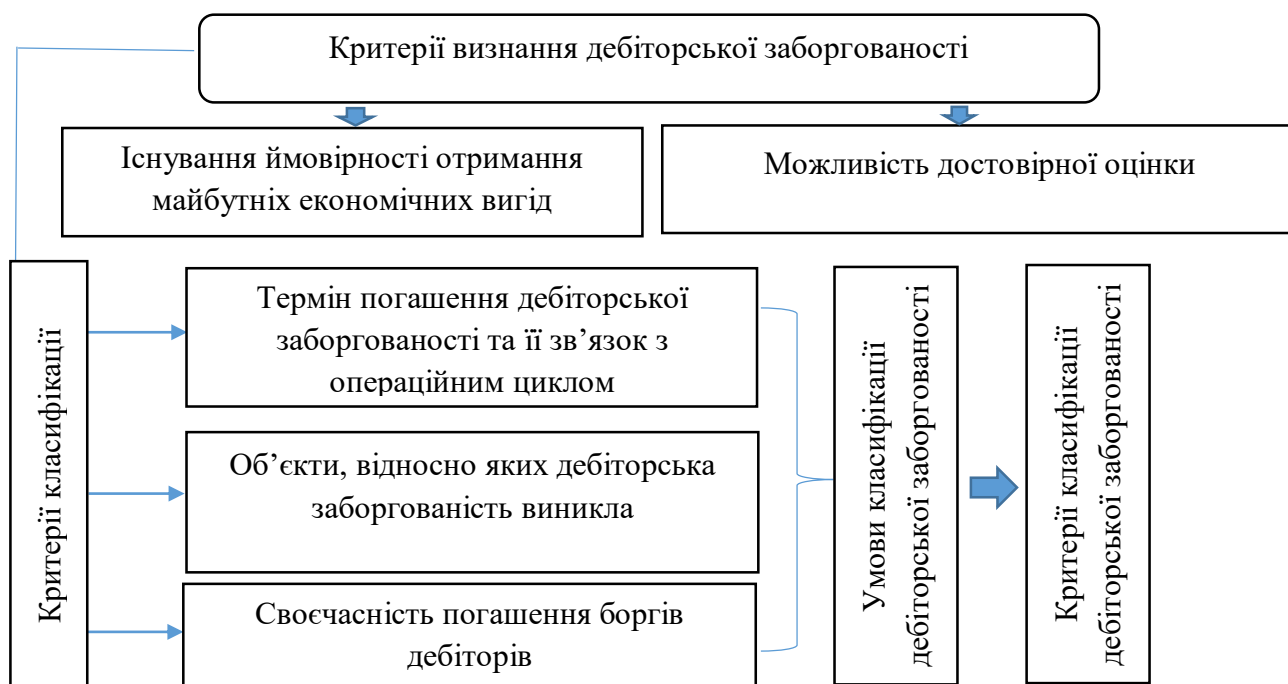 Критерії визнання дебіторської заборгованості
Існування ймовірності отримання
майбутніх економічних вигід
Можливість достовірної оцінки
Критерії класифікації
Термін погашення дебіторської
заборгованості та її зв’язок з
операційним циклом
Об’єкти, відносно яких дебіторська
заборгованість виникла
Своєчасність погашення боргів
дебіторів
Умови класифікації
дебіторської заборгованості
Критерії класифікації
дебіторської заборгованості